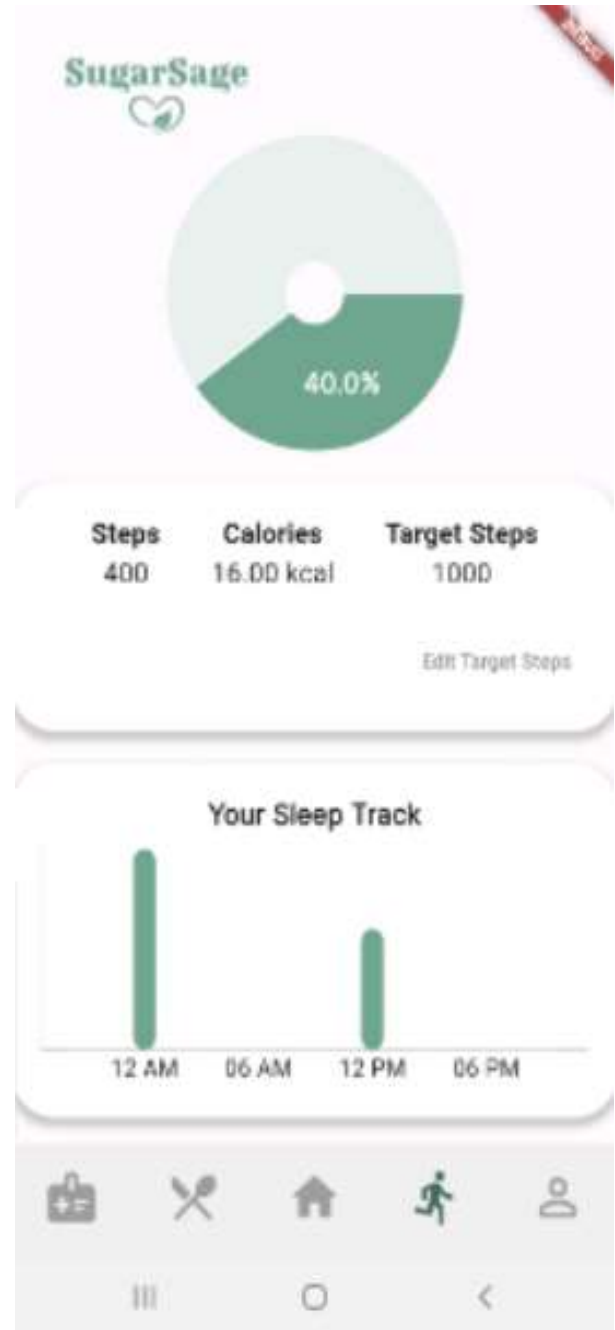 SugarSage
40.0%
Steps Calories Target Steps
400 16.00 kcal 1000
Edit Target Steps
Your Sleep Track
12 AM 06 AM 12 PM 06 PM